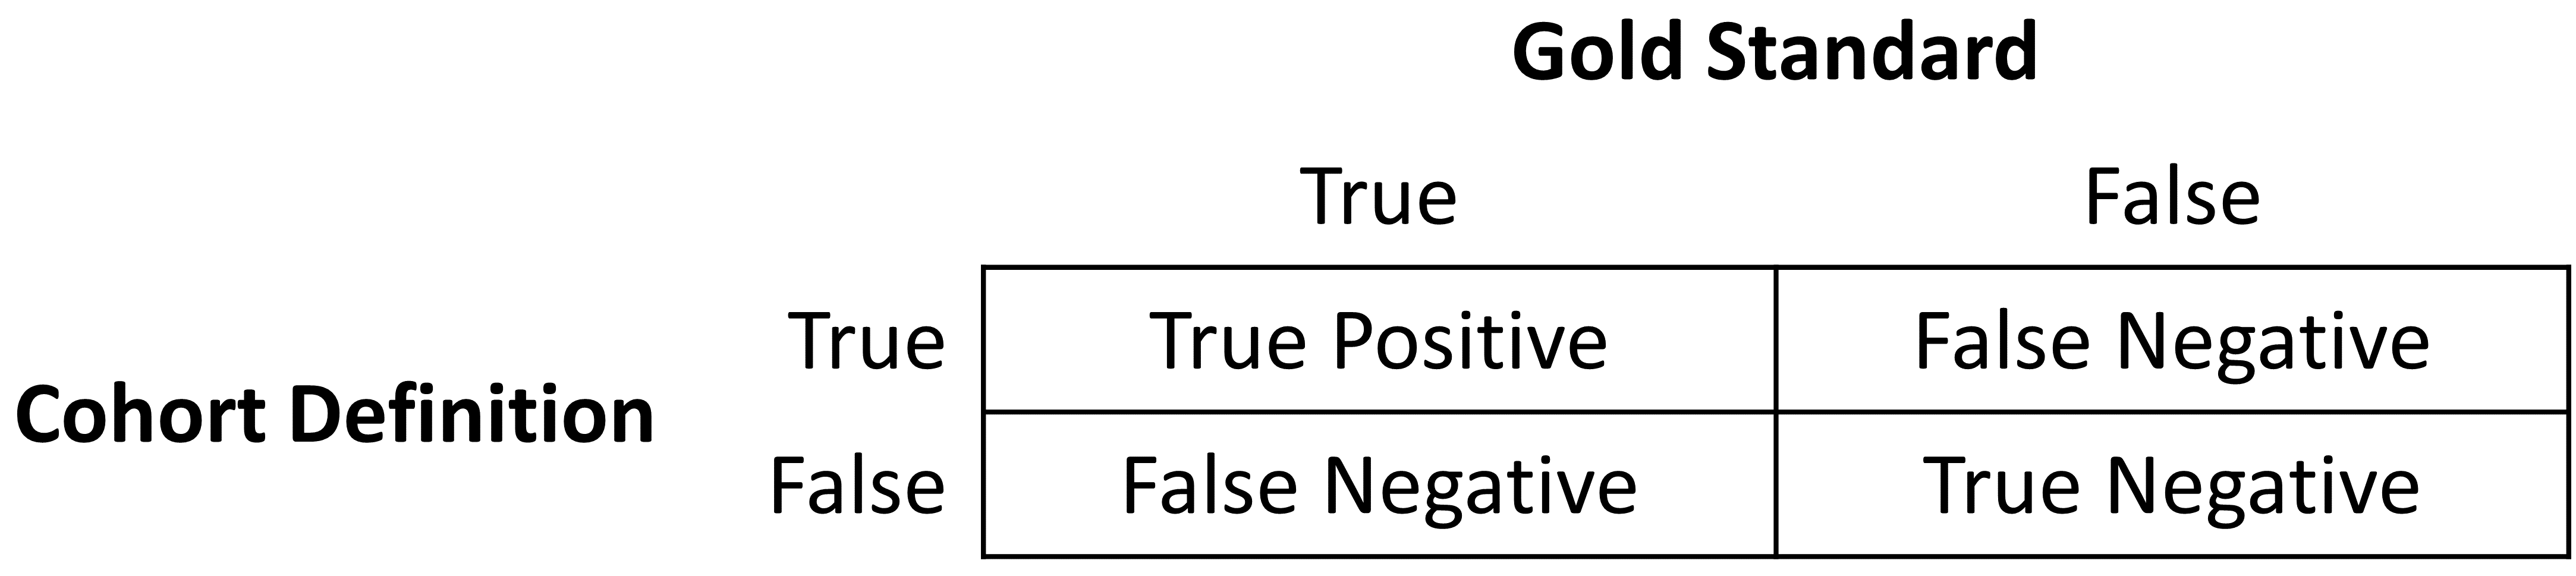 Gold Standard
True False
True True Positive False Negative
Cohort Definition
False False Negative True Negative